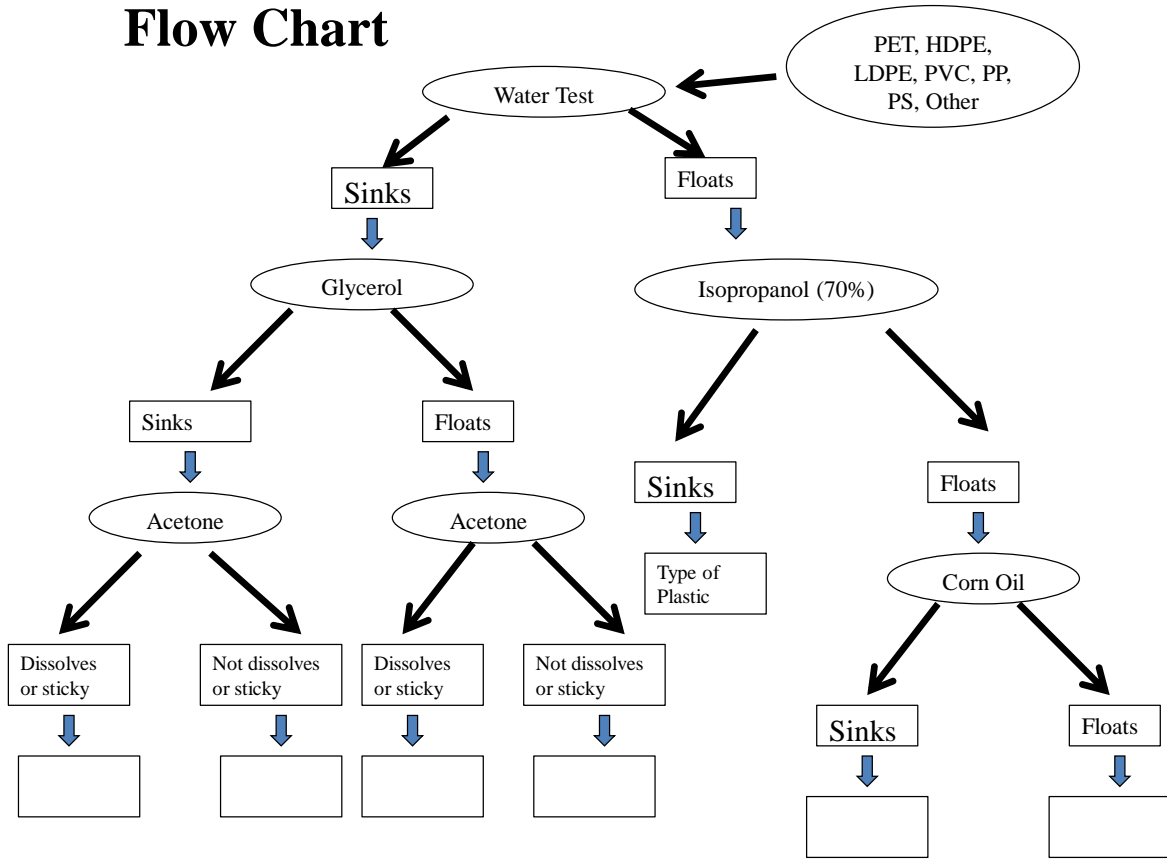 Flow Chart
PET, HDPE,
LDPE, PVC, PP,
PS, Other
Water Test
Sinks
Floats
Glycerol
Isopropanol (70%)
Sinks
Floats
Sinks
Floats
Acetone
Acetone
Type of
Plastic
Corn Oil
Dissolves
or sticky
Not dissolves
or sticky
Dissolves
or sticky
Not dissolves
or sticky
Sinks
Floats